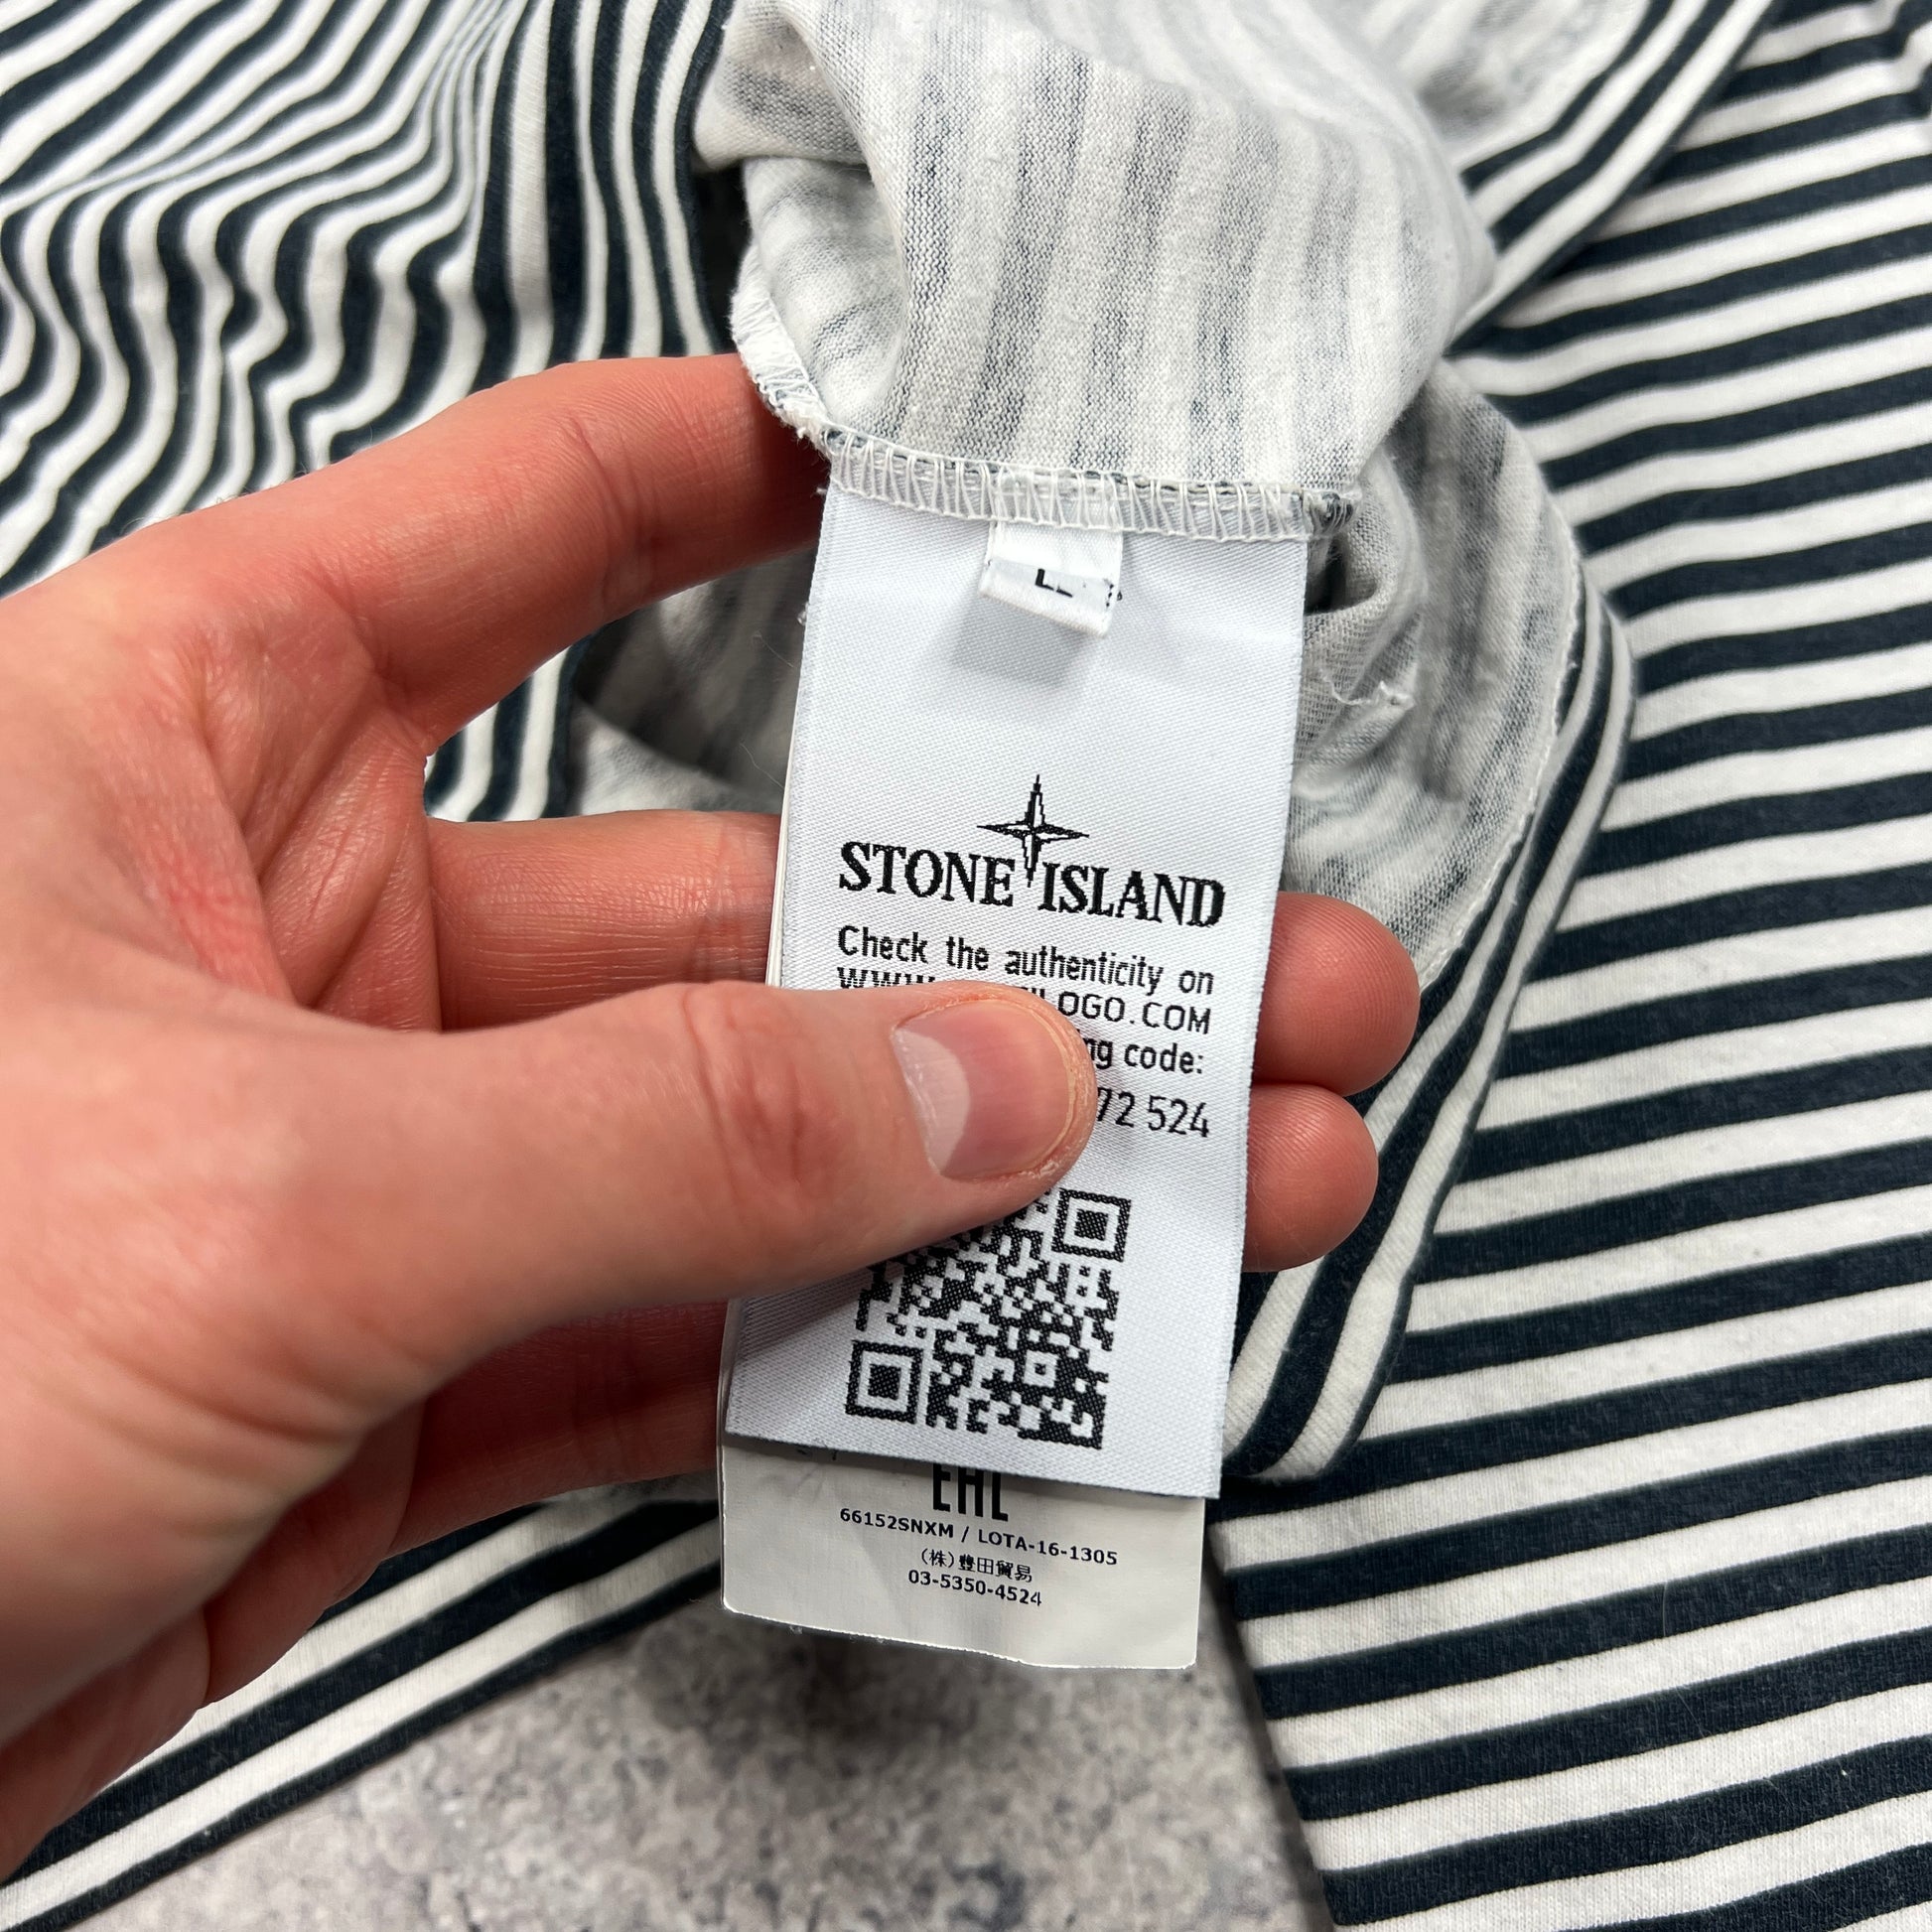 STONE ISLAND
Check the authenticity on
LOGO.COM
code:
72 524
EAC
66152SNXM / LOTA-16-1305
(株)豊田貿易
03-5350-4524